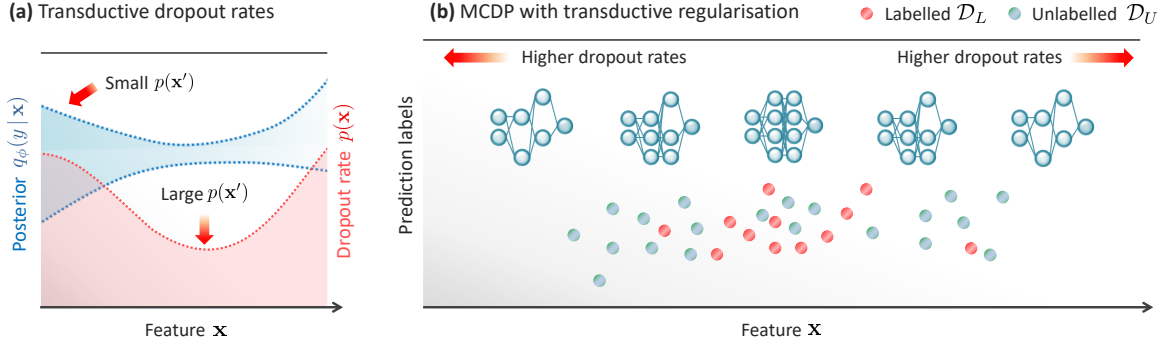 (a) Transductive dropout rates
Small p(x′)
Large p(x′)
Posterior q_ϕ(y | x)
Dropout rate p(x)
Feature x
(b) MCDP with transductive regularisation
Labelled 𝒟_L
Unlabelled 𝒟_U
Higher dropout rates
Higher dropout rates
Prediction labels
Feature x